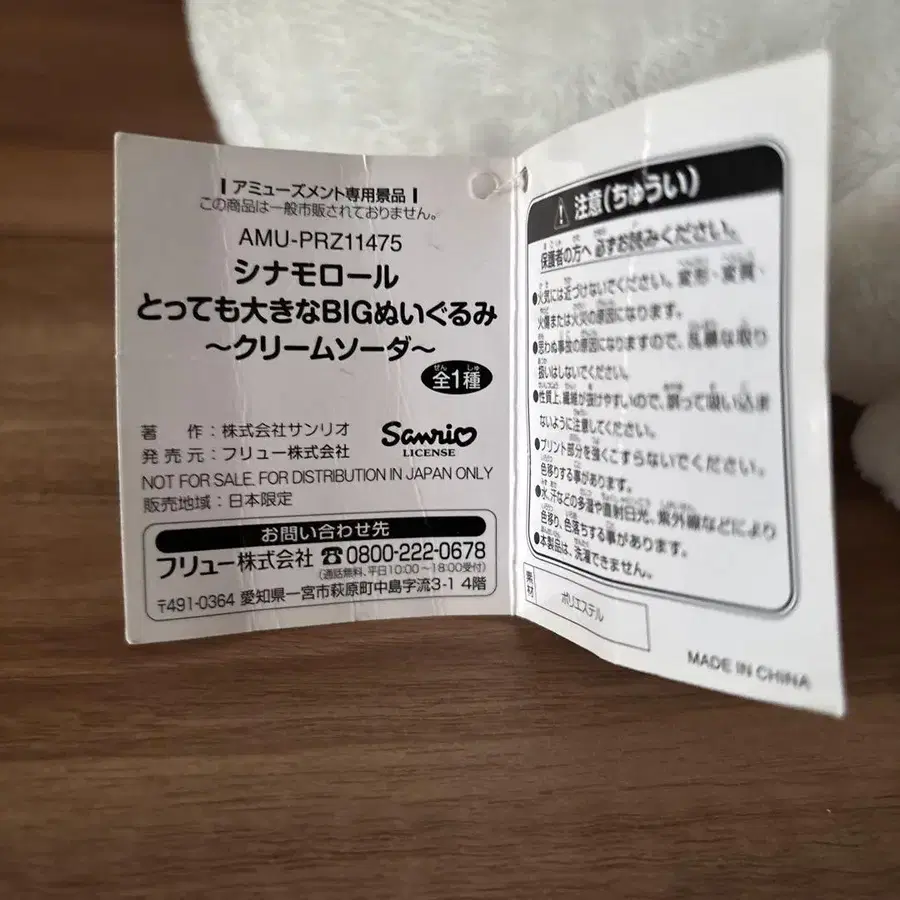 アミューズメント専用景品
この商品は一般市販されておりません。
AMU-PRZ11475
シナモロール
とっても大きなBIGぬいぐるみ
〜クリームソーダ〜
全1種
著 作：株式会社サンリオ
発売元：フリュー株式会社
Sanrio
LICENSE
NOT FOR SALE. FOR DISTRIBUTION IN JAPAN ONLY
販売地域：日本限定
お問い合わせ先
フリュー株式会社 ☎0800-222-0678
(通話無料、平日10:00〜18:00受付)
〒491-0364 愛知県一宮市萩原町中島字流3-1 4階
注意(ちゅうい)
保護者の方へ 必ずお読みください。
●火気には近づけないでください。変形・変質・
火傷または火災の原因になります。
●思わぬ事故の原因になりますので、乱暴な取り
扱いはしないでください。
●性質上、繊維が抜けやすいので、誤って吸い込ま
ないように注意してください。
●プリント部分を強くこすらないでください。
色移りする事があります。
●水、汗などの多湿や直射日光、紫外線などにより
色移り、色落ちする事があります。
●本製品は、洗濯できません。
素材 ポリエステル
MADE IN CHINA